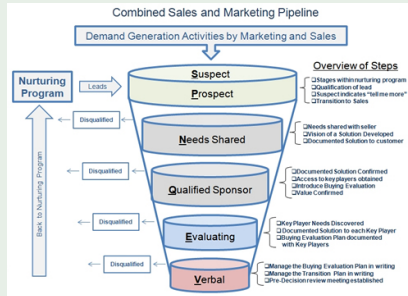 Combined Sales and Marketing Pipeline
Demand Generation Activities by Marketing and Sales
Overview of Steps
Nurturing
Program
Leads
Suspect
Prospect
❑Stages within nurturing program
❑Qualification of lead
❑Suspect indicates "tell me more"
❑Transition to Sales
Disqualified
Needs Shared
❑Needs shared with seller
❑Vision of a Solution Developed
❑Documented Solution to customer
Disqualified
Qualified Sponsor
❑Documented Solution Confirmed
❑Access to key players obtained
❑Introduce Buying Evaluation
❑Value Confirmed
Back to Nurturing Program
Disqualified
Evaluating
❑Key Player Needs Discovered
❑Documented Solution to each Key Player
❑Buying Evaluation Plan documented
with Key Players
Disqualified
Verbal
❑Manage the Buying Evaluation Plan in writing
❑Manage the Transition Plan in writing
❑Pre-Decision review meeting established